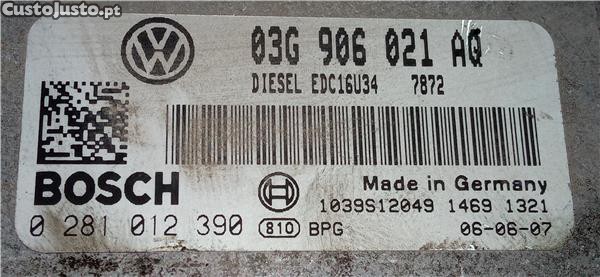 CustoJusto.pt
VW
03G 906 021 AQ
DIESEL EDC16U34 7872
BOSCH
Made in Germany
1039S12049 1469 1321
0 281 012 390 810 BPG 06-06-07